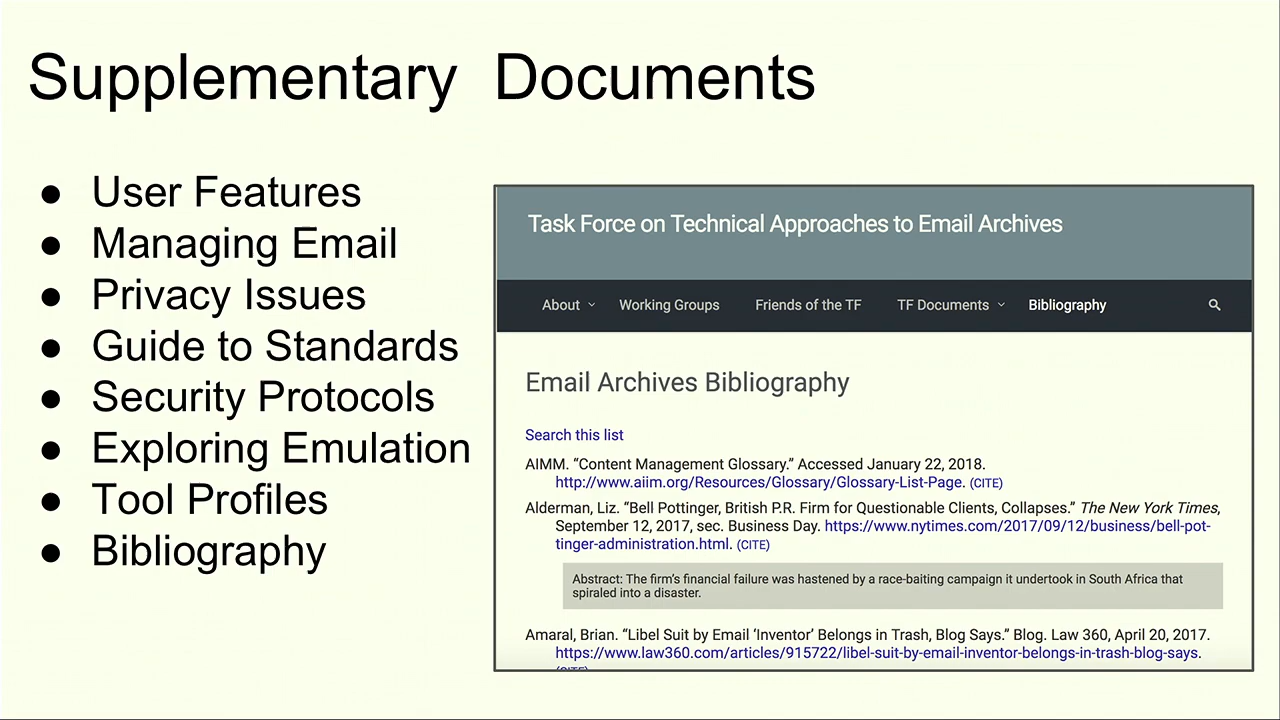 Supplementary Documents
● User Features
● Managing Email
● Privacy Issues
● Guide to Standards
● Security Protocols
● Exploring Emulation
● Tool Profiles
● Bibliography
Task Force on Technical Approaches to Email Archives
About Working Groups Friends of the TF TF Documents Bibliography
Email Archives Bibliography
Search this list
AIMM. “Content Management Glossary.” Accessed January 22, 2018.
http://www.aiim.org/Resources/Glossary/Glossary-List-Page. (CITE)
Alderman, Liz. “Bell Pottinger, British P.R. Firm for Questionable Clients, Collapses.” The New York Times,
September 12, 2017, sec. Business Day. https://www.nytimes.com/2017/09/12/business/bell-pot-
tinger-administration.html. (CITE)
Abstract: The firm's financial failure was hastened by a race-baiting campaign it undertook in South Africa that
spiraled into a disaster.
Amaral, Brian. “Libel Suit by Email ‘Inventor’ Belongs in Trash, Blog Says.” Blog. Law 360, April 20, 2017.
https://www.law360.com/articles/915722/libel-suit-by-email-inventor-belongs-in-trash-blog-says.
(CITE)